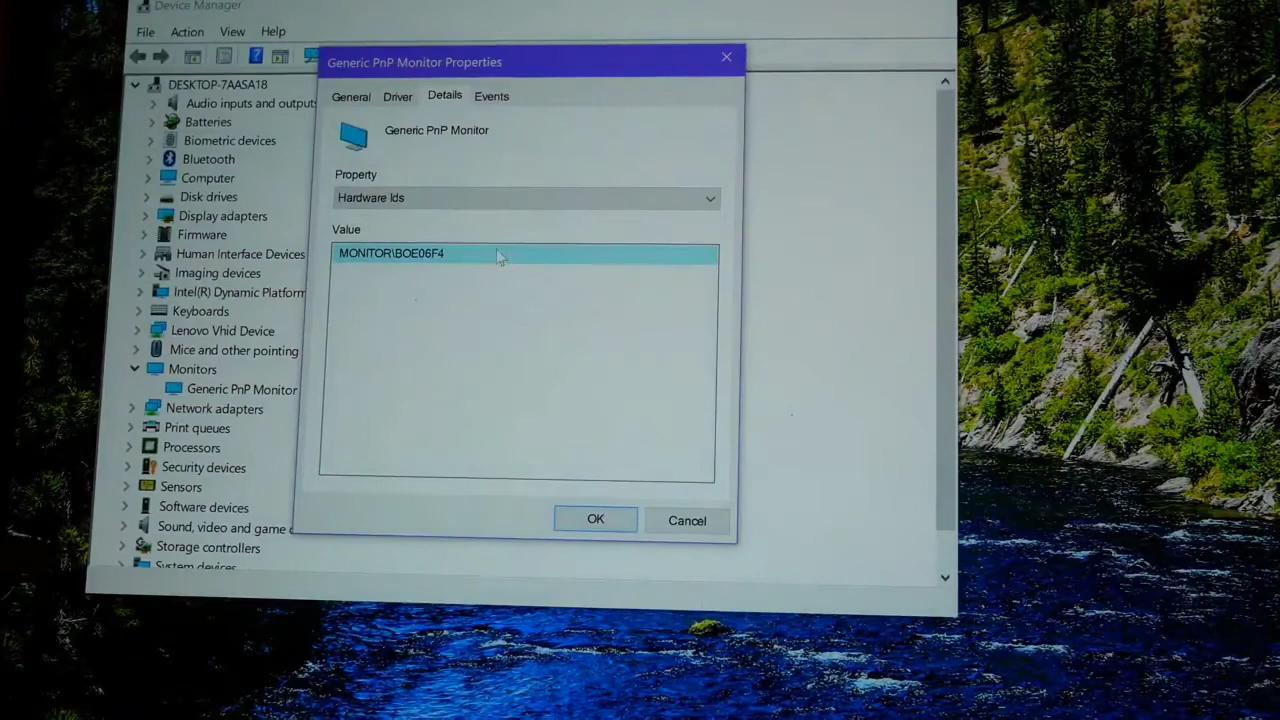 Device Manager
File Action View Help
Generic PnP Monitor Properties
General Driver Details Events
Generic PnP Monitor
Property
Hardware Ids
Value
MONITOR\BOE06F4
OK Cancel
DESKTOP-7AASA18
Audio inputs and outputs
Batteries
Biometric devices
Bluetooth
Computer
Disk drives
Display adapters
Firmware
Human Interface Devices
Imaging devices
Intel(R) Dynamic Platform
Keyboards
Lenovo Vhid Device
Mice and other pointing
Monitors
Generic PnP Monitor
Network adapters
Print queues
Processors
Security devices
Sensors
Software devices
Sound, video and game c
Storage controllers
System devices